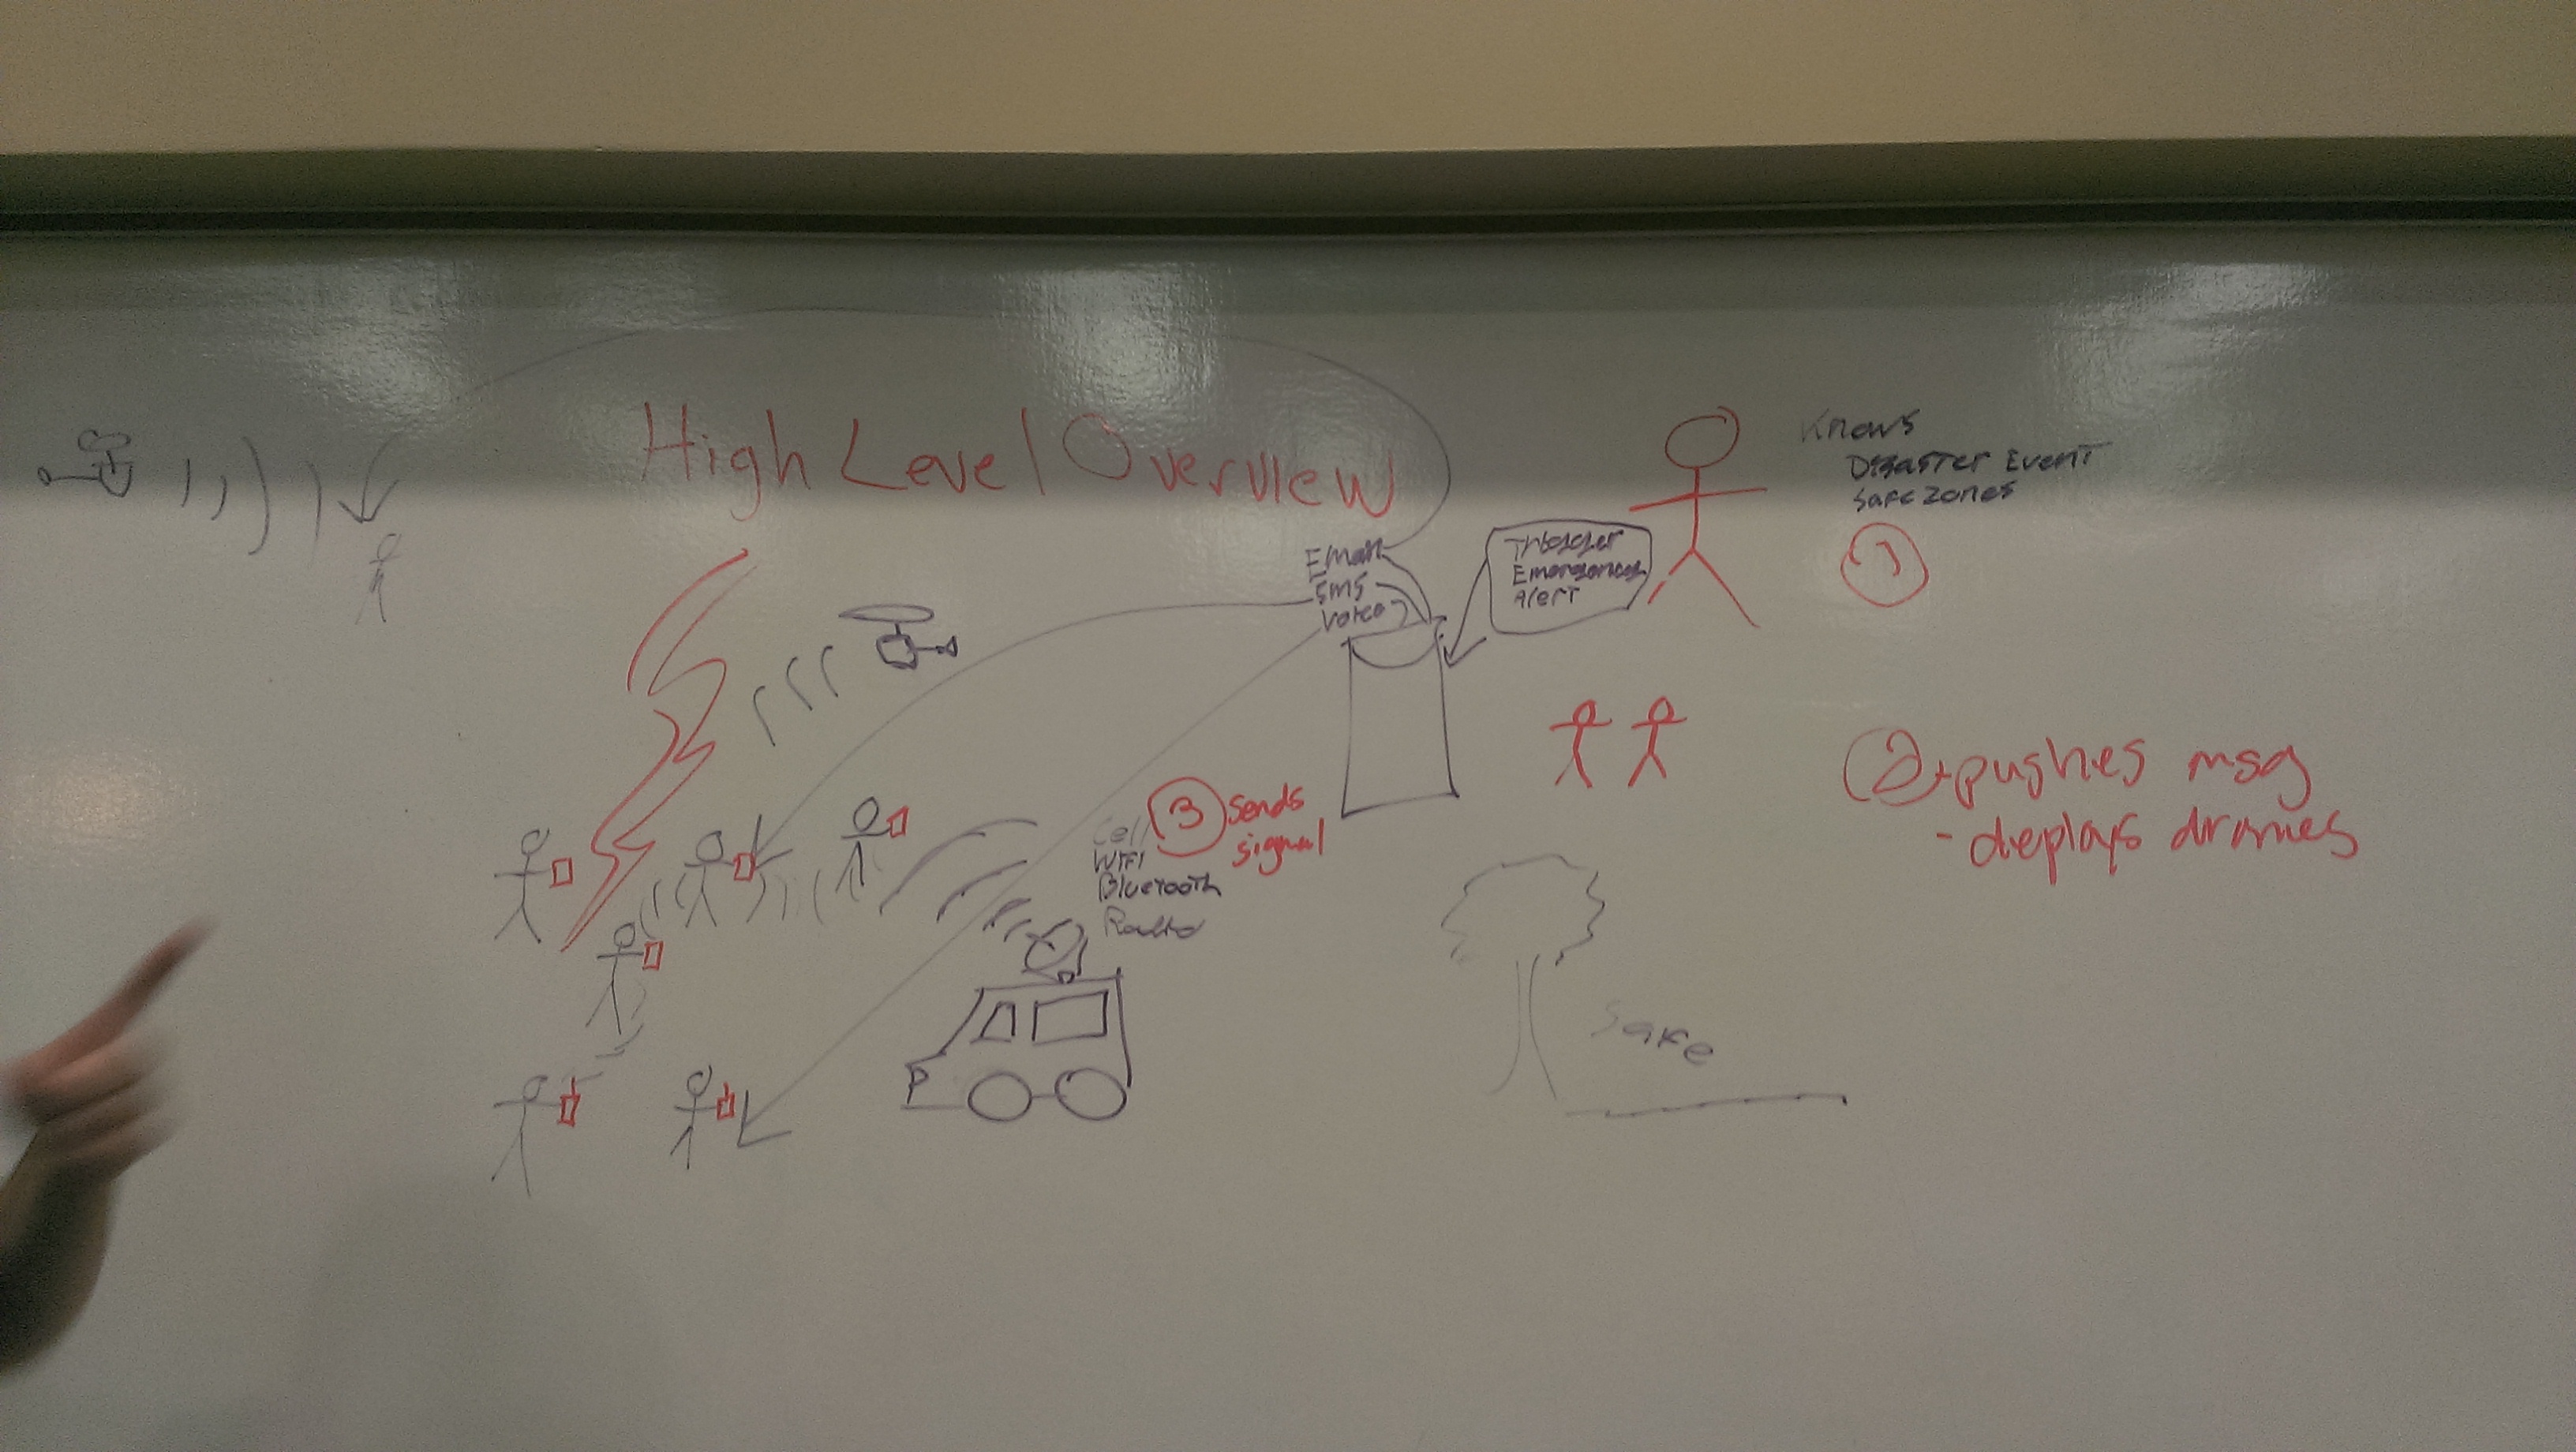 High Level Overview
Knows
Disaster Event
Safe zones
1
Email
SMS
Voice
Trigger
Emergency
Alert
2 pushes msg
- deploys drones
3 sends
signal
Cell
WIFI
Bluetooth
Radio
Safe
P